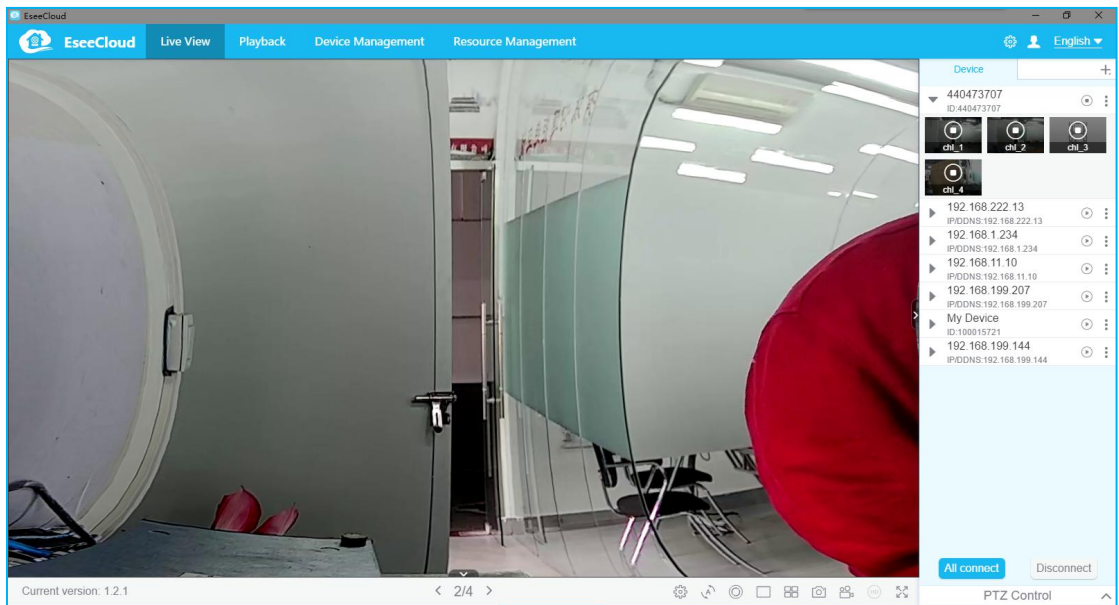 EseeCloud
EseeCloud
Live View
Playback
Device Management
Resource Management
English
Device
440473707
ID:440473707
chl_1
chl_2
chl_3
chl_4
192.168.222.13
IP/DDNS:192.168.222.13
192.168.1.234
IP/DDNS:192.168.1.234
192.168.11.10
IP/DDNS:192.168.11.10
192.168.199.207
IP/DDNS:192.168.199.207
My Device
ID:100015721
192.168.199.144
IP/DDNS:192.168.199.144
All connect
Disconnect
Current version: 1.2.1
2/4
PTZ Control